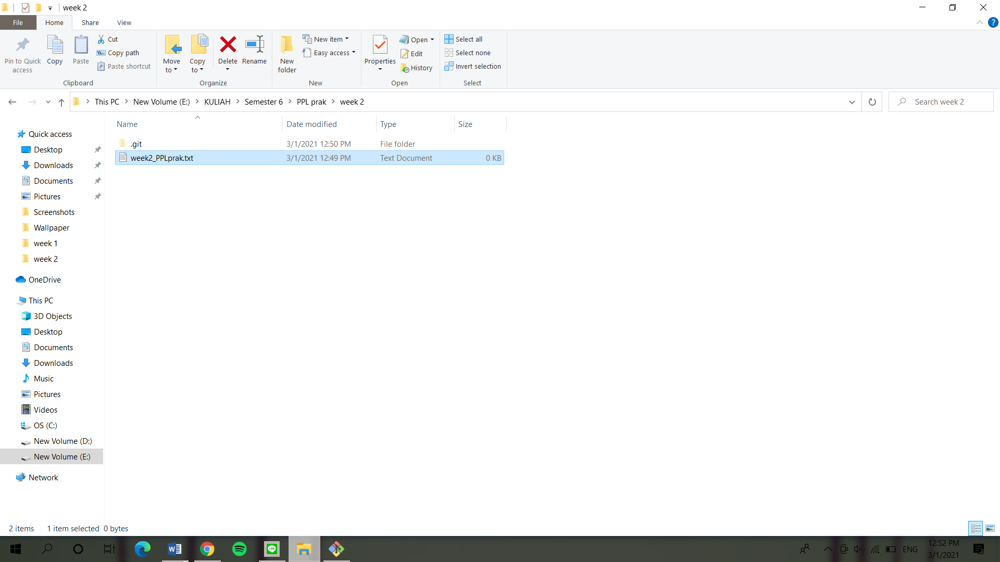 week 2
File Home Share View
Pin to Quick access
Copy
Paste
Cut
Copy path
Paste shortcut
Clipboard
Move to
Copy to
Delete
Rename
Organize
New folder
New item
Easy access
New
Properties
Open
Edit
History
Open
Select all
Select none
Invert selection
Select
This PC > New Volume (E:) > KULIAH > Semester 6 > PPL prak > week 2
Search week 2
Name Date modified Type Size
.git 3/1/2021 12:50 PM File folder
week2_PPLprak.txt 3/1/2021 12:49 PM Text Document 0 KB
Quick access
Desktop
Downloads
Documents
Pictures
Screenshots
Wallpaper
week 1
week 2
OneDrive
This PC
3D Objects
Desktop
Documents
Downloads
Music
Pictures
Videos
OS (C:)
New Volume (D:)
New Volume (E:)
Network
2 items 1 item selected 0 bytes
LINE
ENG
12:52 PM
3/1/2021